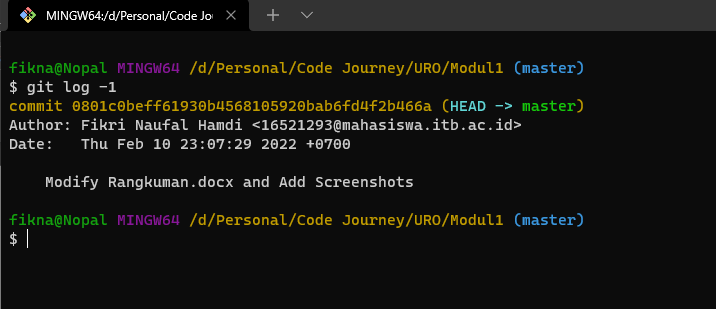 MINGW64:/d/Personal/Code Jou
fikna@Nopal MINGW64 /d/Personal/Code Journey/URO/Modul1 (master)
$ git log -1
commit 0801c0beff61930b4568105920bab6fd4f2b466a (HEAD -> master)
Author: Fikri Naufal Hamdi <16521293@mahasiswa.itb.ac.id>
Date:   Thu Feb 10 23:07:29 2022 +0700
    Modify Rangkuman.docx and Add Screenshots
fikna@Nopal MINGW64 /d/Personal/Code Journey/URO/Modul1 (master)
$